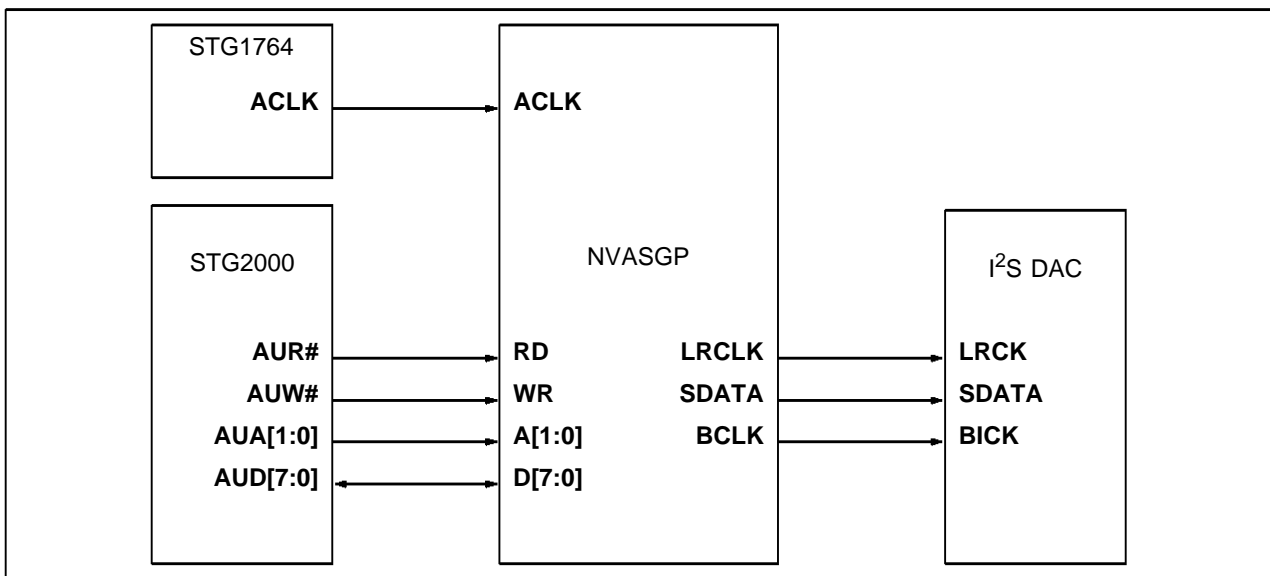 STG1764
ACLK
ACLK
STG2000
NVASGP
I²S DAC
AUR#
RD
LRCLK
LRCK
AUW#
WR
SDATA
SDATA
AUA[1:0]
A[1:0]
BCLK
BICK
AUD[7:0]
D[7:0]